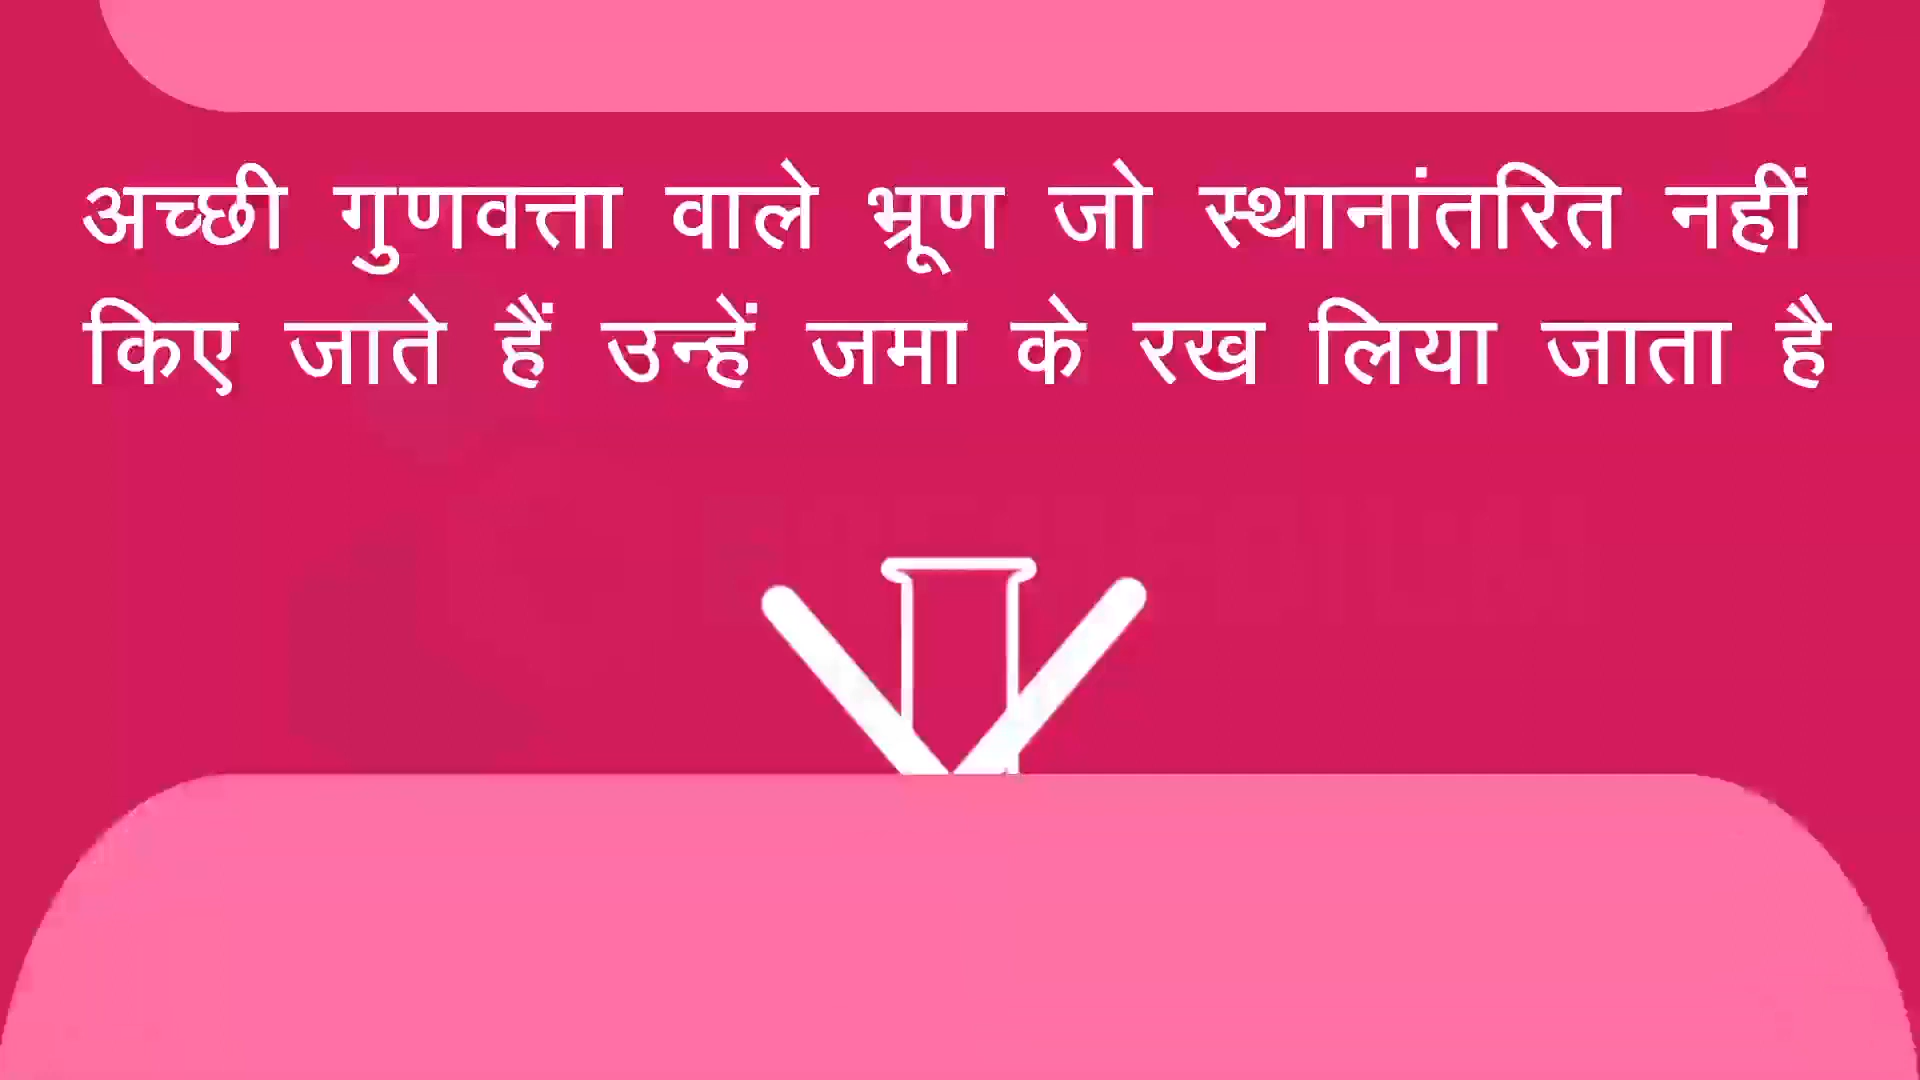 अच्छी गुणवत्ता वाले भ्रूण जो स्थानांतरित नहीं
किए जाते हैं उन्हें जमा के रख लिया जाता है